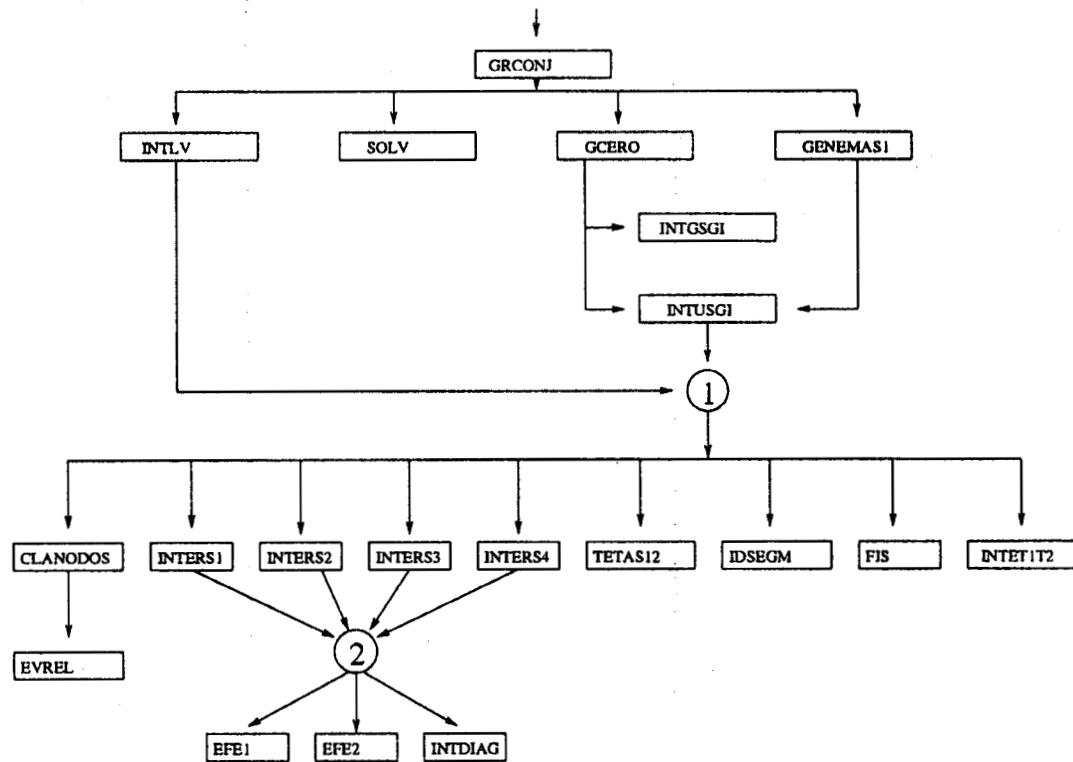 GRCONJ
INTLV
SOLV
GCERO
GENEMAS1
INTGSGI
INTUSGI
1
CLANODOS
INTERS1
INTERS2
INTERS3
INTERS4
TETAS12
IDSEGM
FJS
INTET1T2
2
EVREL
EFE1
EFE2
INTDIAG